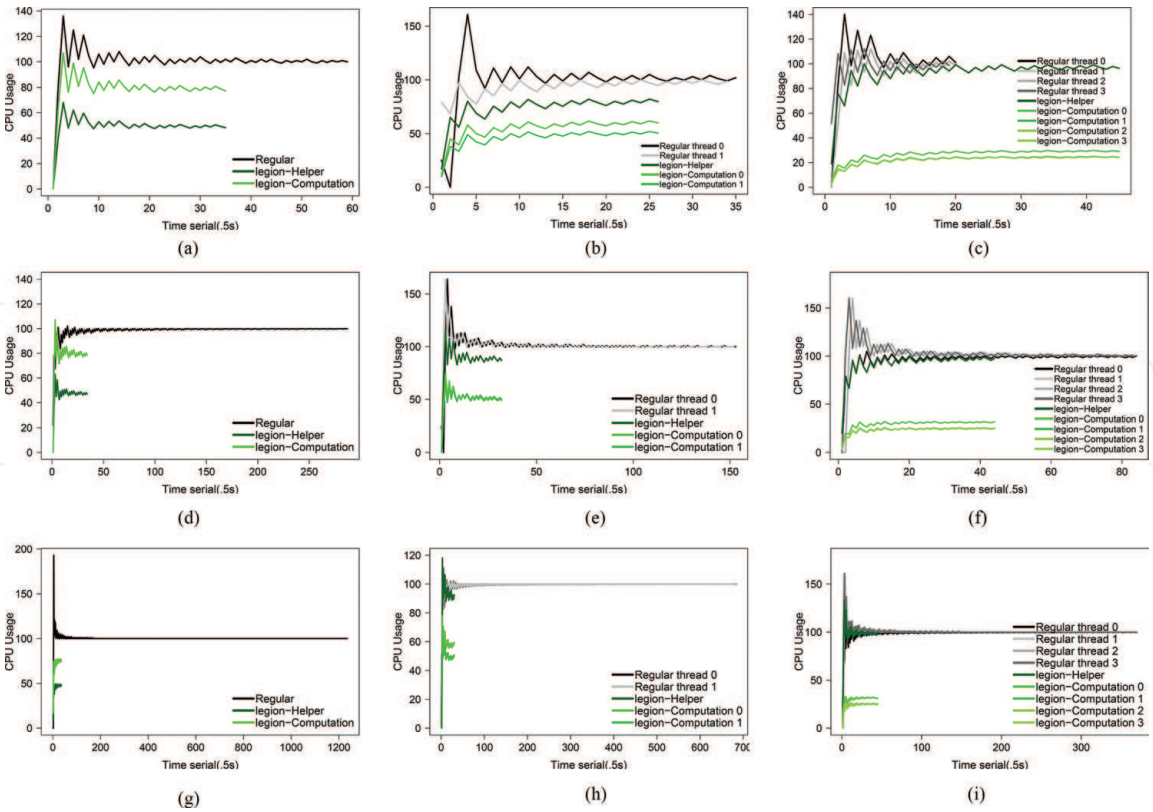 CPU Usage
140
120
100
80
60
40
20
0
Regular
legion-Helper
legion-Computation
0 10 20 30 40 50 60
Time serial(.5s)
(a)
CPU Usage
150
100
50
0
Regular thread 0
Regular thread 1
legion-Helper
legion-Computation 0
legion-Computation 1
0 5 10 15 20 25 30 35
Time serial(.5s)
(b)
CPU Usage
140
120
100
80
60
40
20
0
Regular thread 0
Regular thread 1
Regular thread 2
Regular thread 3
legion-Helper
legion-Computation 0
legion-Computation 1
legion-Computation 2
legion-Computation 3
0 10 20 30 40
Time serial(.5s)
(c)
CPU Usage
140
120
100
80
60
40
20
0
Regular
legion-Helper
legion-Computation
0 50 100 150 200 250
Time serial(.5s)
(d)
CPU Usage
150
100
50
0
Regular thread 0
Regular thread 1
legion-Helper
legion-Computation 0
legion-Computation 1
0 50 100 150
Time serial(.5s)
(e)
CPU Usage
150
100
50
0
Regular thread 0
Regular thread 1
Regular thread 2
Regular thread 3
legion-Helper
legion-Computation 0
legion-Computation 1
legion-Computation 2
legion-Computation 3
0 20 40 60 80
Time serial(.5s)
(f)
CPU Usage
200
150
100
50
0
Regular
legion-Helper
legion-Computation
0 200 400 600 800 1000 1200
Time serial(.5s)
(g)
CPU Usage
120
100
80
60
40
20
0
Regular thread 0
Regular thread 1
legion-Helper
legion-Computation 0
legion-Computation 1
0 100 200 300 400 500 600 700
Time serial(.5s)
(h)
CPU Usage
150
100
50
0
Regular thread 0
Regular thread 1
Regular thread 2
Regular thread 3
legion-Helper
legion-Computation 0
legion-Computation 1
legion-Computation 2
legion-Computation 3
0 100 200 300
Time serial(.5s)
(i)